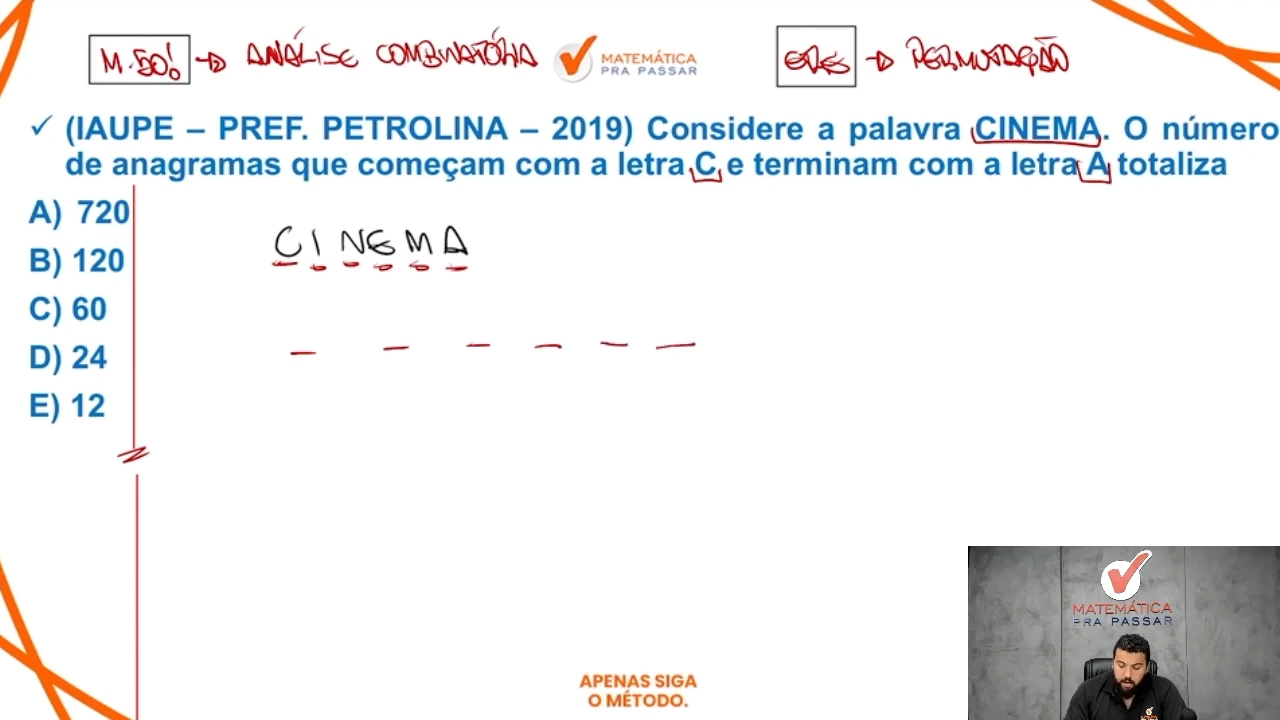 M.50! → ANÁLISE COMBINATÓRIA
MATEMÁTICA
PRA PASSAR
→ PERMUTAÇÃO
✓ (IAUPE – PREF. PETROLINA – 2019) Considere a palavra CINEMA. O número
de anagramas que começam com a letra C e terminam com a letra A totaliza
A) 720
B) 120
C) 60
D) 24
E) 12
CINEMA
MATEMÁTICA
PRA PASSAR
APENAS SIGA
O MÉTODO.